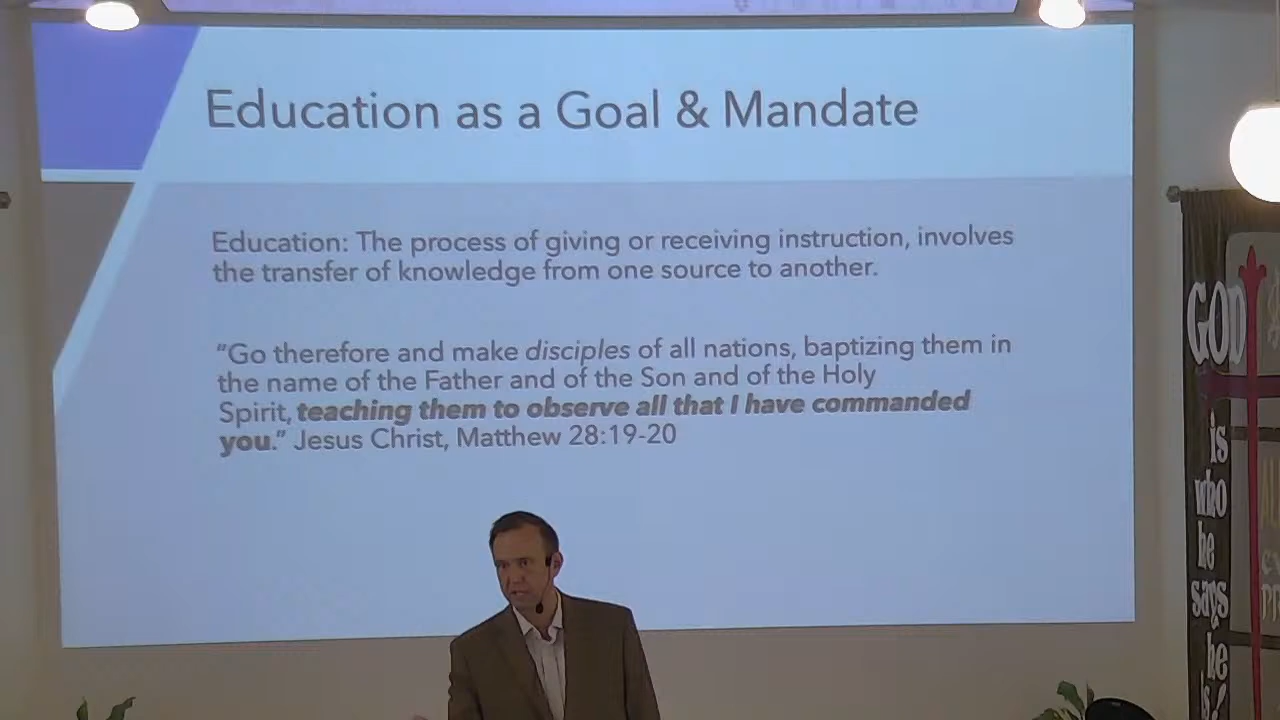 Education as a Goal & Mandate
Education: The process of giving or receiving instruction, involves
the transfer of knowledge from one source to another.
"Go therefore and make disciples of all nations, baptizing them in
the name of the Father and of the Son and of the Holy
Spirit, teaching them to observe all that I have commanded
you." Jesus Christ, Matthew 28:19-20
GOD
is
who
he
says
he
is!